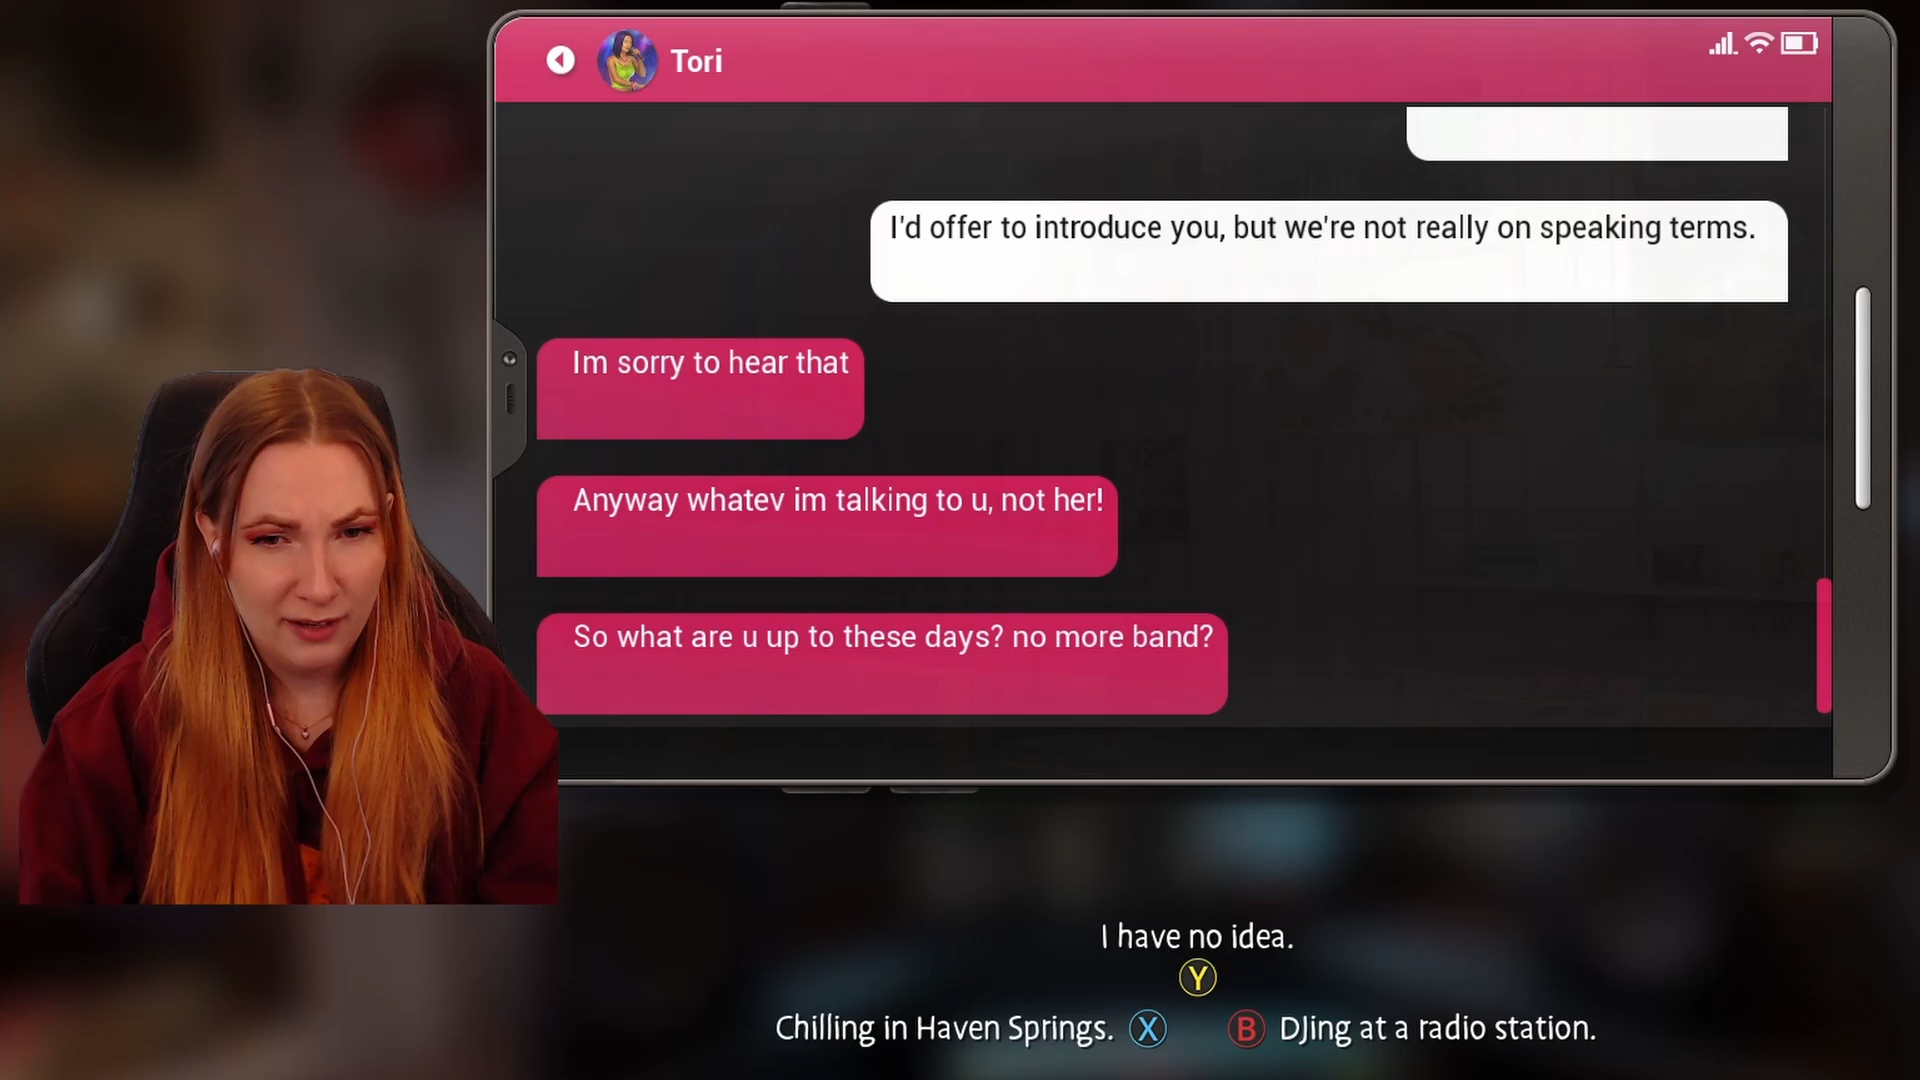 Tori
I'd offer to introduce you, but we're not really on speaking terms.
Im sorry to hear that
Anyway whatev im talking to u, not her!
So what are u up to these days? no more band?
I have no idea.
Y
Chilling in Haven Springs. X B DJing at a radio station.